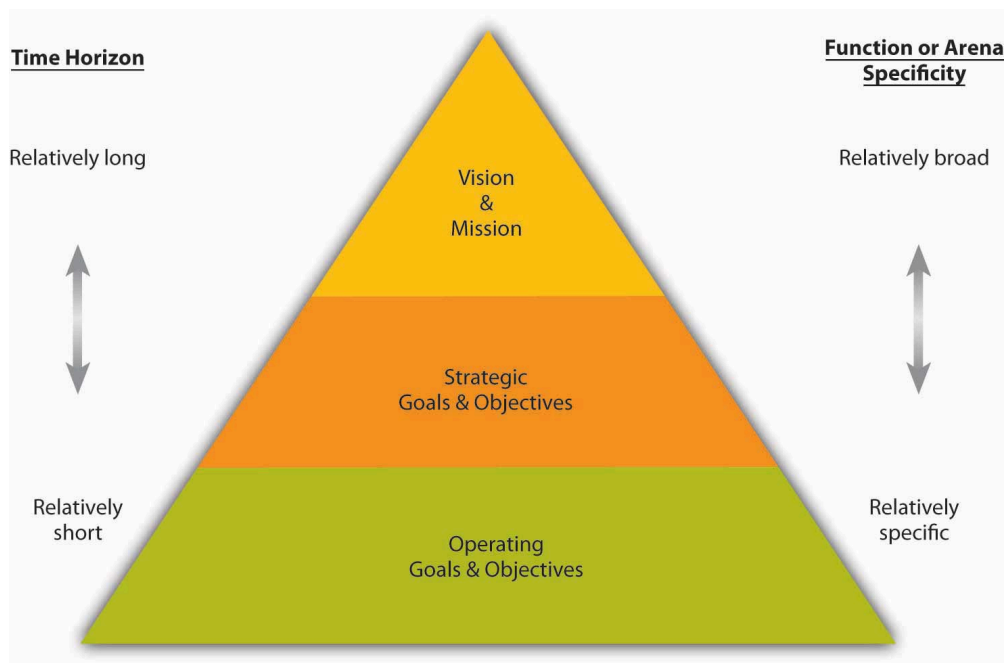 Time Horizon
Function or Arena
Specificity
Relatively long
Relatively broad
Vision
&
Mission
Strategic
Goals & Objectives
Relatively
short
Relatively
specific
Operating
Goals & Objectives